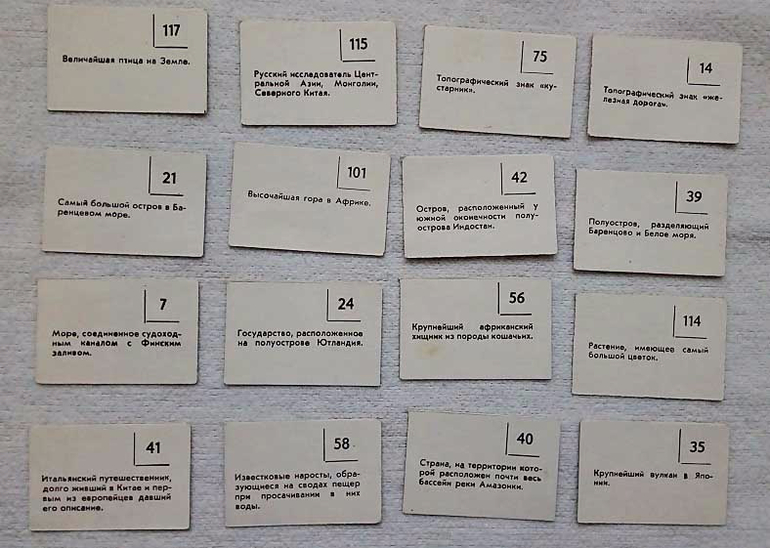 117
Величайшая птица на Земле.
115
Русский исследователь Цент-
ральной Азии, Монголии,
Северного Китая.
75
Топографический знак «ку-
старник».
14
Топографический знак «же-
лезная дорога».
21
Самый большой остров в Ба-
ренцевом море.
101
Высочайшая гора в Африке.
42
Остров, расположенный у
южной оконечности полу-
острова Индостан.
39
Полуостров, разделяющий
Баренцово и Белое моря.
7
Море, соединенное судоход-
ным каналом с Финским
заливом.
24
Государство, расположенное
на полуострове Ютландия.
56
Крупнейший африканский
хищник из породы кошачьих.
114
Растение, имеющее самый
большой цветок.
41
Итальянский путешественник,
долго живший в Китае и пер-
вым из европейцев давший
его описание.
58
Известковые наросты, обра-
зующиеся на сводах пещер
при просачивании в них
воды.
40
Страна, на территории кото-
рой расположен почти весь
бассейн реки Амазонки.
35
Крупнейший вулкан в Япо-
нии.